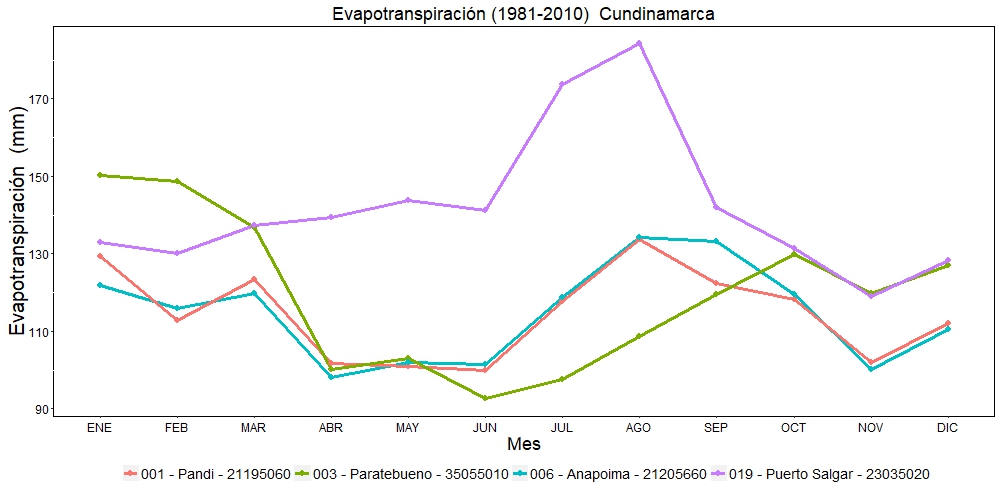 Evapotranspiración (1981-2010)  Cundinamarca
Evapotranspiración  (mm)
170
150
130
110
90
ENE FEB MAR ABR MAY JUN JUL AGO SEP OCT NOV DIC
Mes
001 - Pandi - 21195060 003 - Paratebueno - 35055010 006 - Anapoima - 21205660 019 - Puerto Salgar - 23035020